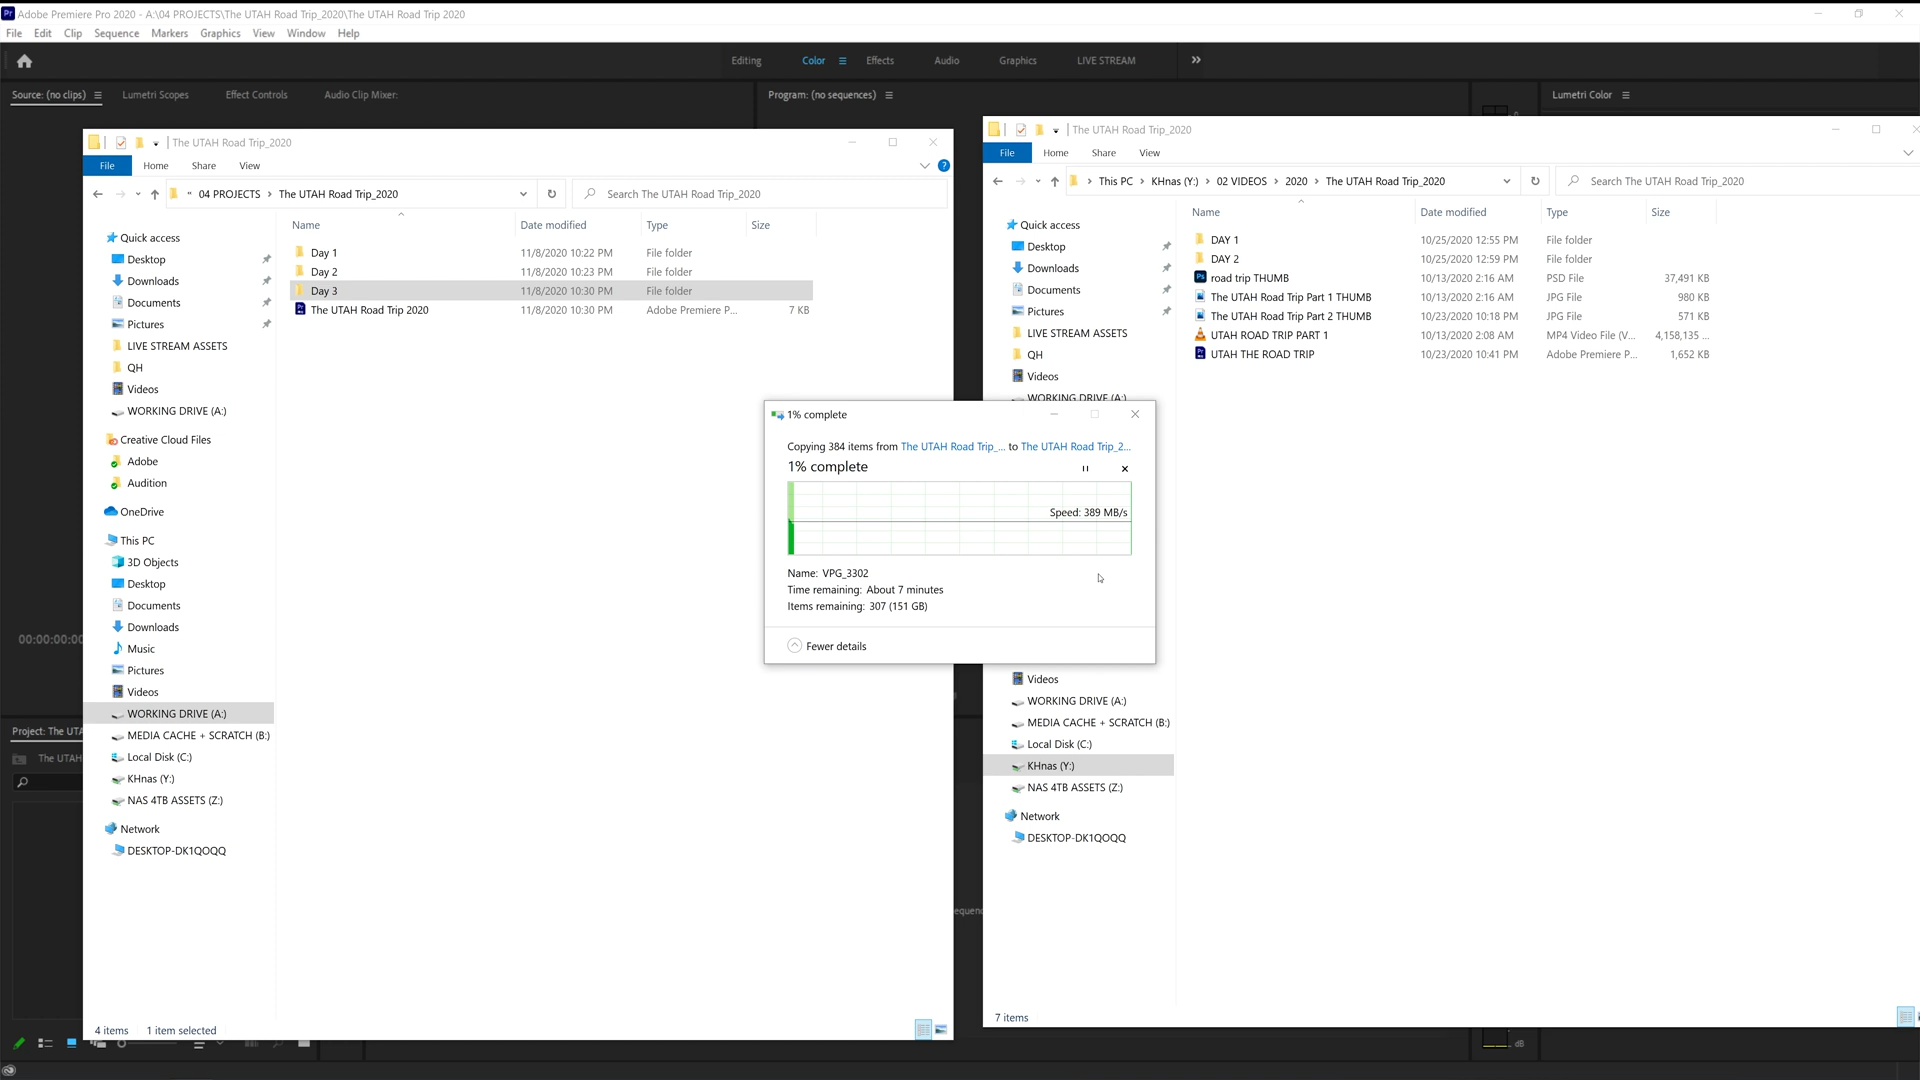 Adobe Premiere Pro 2020 - A:\04 PROJECTS\The UTAH Road Trip_2020\The UTAH Road Trip 2020
File Edit Clip Sequence Markers Graphics View Window Help
Editing Color Effects Audio Graphics LIVE STREAM
Source: (no clips) Lumetri Scopes Effect Controls Audio Clip Mixer: Program: (no sequences) Lumetri Color
The UTAH Road Trip_2020
File Home Share View
04 PROJECTS > The UTAH Road Trip_2020 Search The UTAH Road Trip_2020
Name Date modified Type Size
Quick access
Desktop
Downloads
Documents
Pictures
LIVE STREAM ASSETS
QH
Videos
WORKING DRIVE (A:)
Creative Cloud Files
Adobe
Audition
OneDrive
This PC
3D Objects
Desktop
Documents
Downloads
Music
Pictures
Videos
WORKING DRIVE (A:)
MEDIA CACHE + SCRATCH (B:)
Local Disk (C:)
KHnas (Y:)
NAS 4TB ASSETS (Z:)
Network
DESKTOP-DK1QOQQ
Day 1 11/8/2020 10:22 PM File folder
Day 2 11/8/2020 10:23 PM File folder
Day 3 11/8/2020 10:30 PM File folder
The UTAH Road Trip 2020 11/8/2020 10:30 PM Adobe Premiere P... 7 KB
4 items 1 item selected
The UTAH Road Trip_2020
File Home Share View
This PC > KHnas (Y:) > 02 VIDEOS > 2020 > The UTAH Road Trip_2020 Search The UTAH Road Trip_2020
Name Date modified Type Size
Quick access
Desktop
Downloads
Documents
Pictures
LIVE STREAM ASSETS
QH
Videos
WORKING DRIVE (A:)
Videos
WORKING DRIVE (A:)
MEDIA CACHE + SCRATCH (B:)
Local Disk (C:)
KHnas (Y:)
NAS 4TB ASSETS (Z:)
Network
DESKTOP-DK1QOQQ
DAY 1 10/25/2020 12:55 PM File folder
DAY 2 10/25/2020 12:59 PM File folder
road trip THUMB 10/13/2020 2:16 AM PSD File 37,491 KB
The UTAH Road Trip Part 1 THUMB 10/13/2020 2:16 AM JPG File 980 KB
The UTAH Road Trip Part 2 THUMB 10/23/2020 10:18 PM JPG File 571 KB
UTAH ROAD TRIP PART 1 10/13/2020 2:08 AM MP4 Video File (V... 4,158,135 ...
UTAH THE ROAD TRIP 10/23/2020 10:41 PM Adobe Premiere P... 1,652 KB
7 items
1% complete
Copying 384 items from The UTAH Road Trip_... to The UTAH Road Trip_2...
1% complete
Speed: 389 MB/s
Name: VPG_3302
Time remaining: About 7 minutes
Items remaining: 307 (151 GB)
Fewer details
00:00:00:00
Project: The UTA
The UTAH
equenc
dB